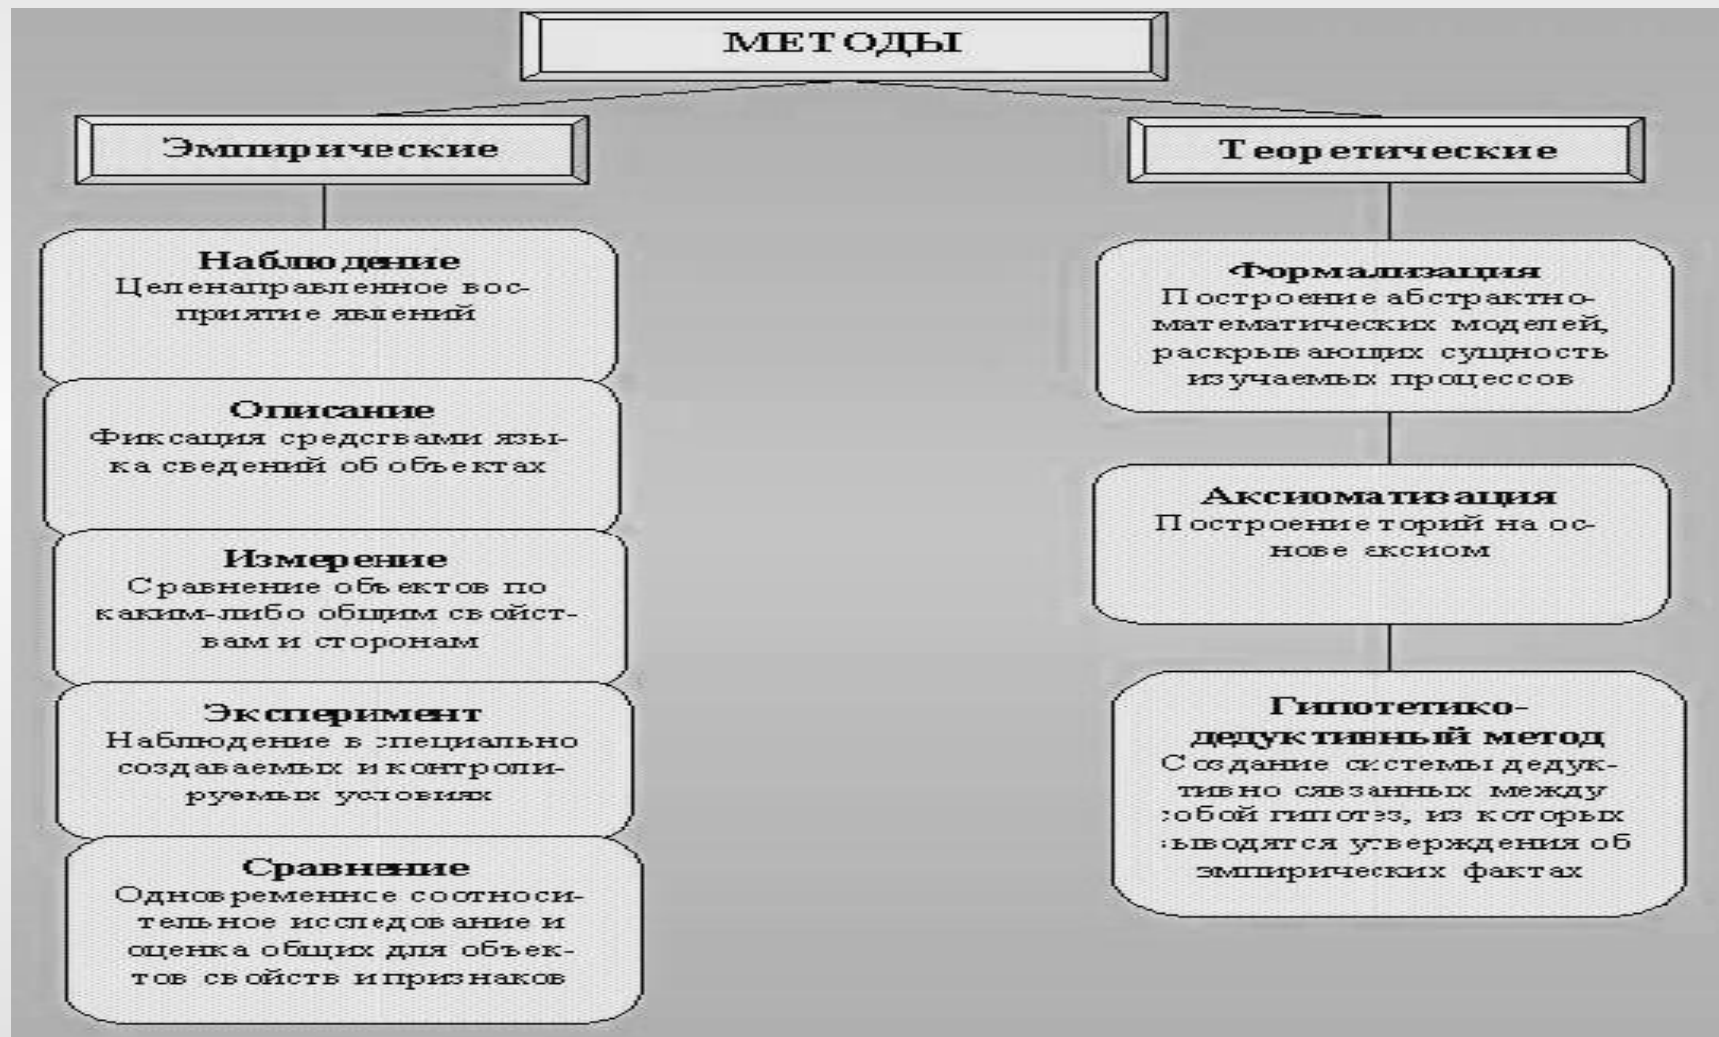 МЕТОДЫ
Эмпирические
Наблюдение
Целенаправленное вос-
приятие явлений
Описание
Фиксация средствами язы-
ка сведений об объектах
Измерение
Сравнение объектов по
каким-либо общим свойст-
вам и сторонам
Эксперимент
Наблюдение в специально
создаваемых и контроли-
руемых условиях
Сравнение
Одновременное соотноси-
тельное исследование и
оценка общих для объек-
тов свойств и признаков
Теоретические
Формализация
Построение абстрактно-
математических моделей,
раскрывающих сущность
изучаемых процессов
Аксиоматизация
Построение торий на ос-
нове аксиом
Гипотетико-
дедуктивный метод
Создание системы дедук-
тивно сявзанных между
собой гипотез, из которых
выводятся утверждения об
эмпирических фактах